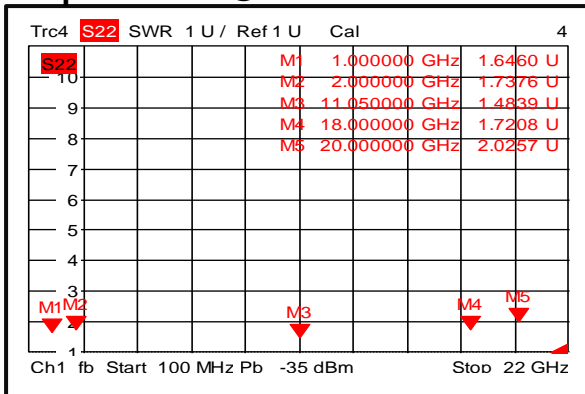 Trc4 S22 SWR 1 U / Ref 1 U Cal 4
S22
M1 1.000000 GHz 1.6460 U
M2 2.000000 GHz 1.7376 U
M3 11.050000 GHz 1.4839 U
M4 18.000000 GHz 1.7208 U
M5 20.000000 GHz 2.0257 U
10
9
8
7
6
5
4
3
M1 M2 M3 M4 M5
2
1
Ch1 fb Start 100 MHz Pb -35 dBm Stop 22 GHz